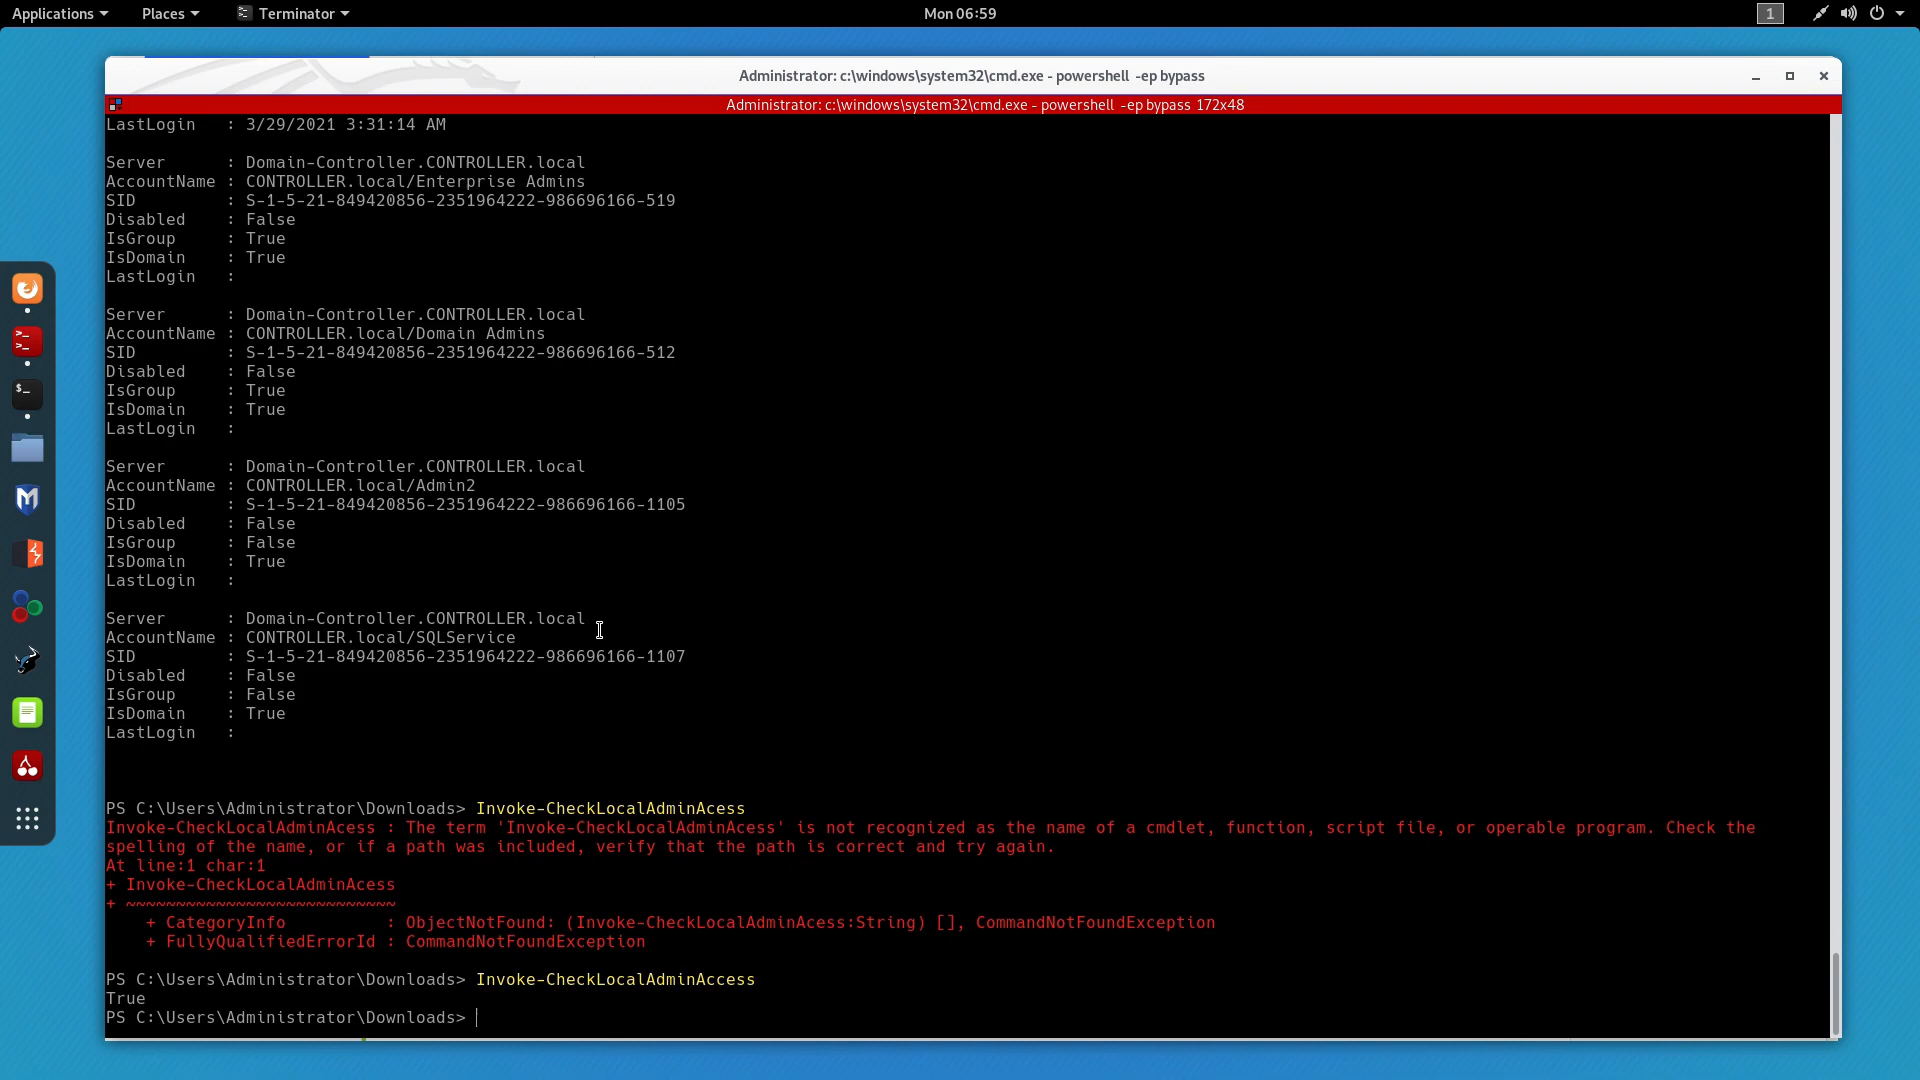 Applications Places Terminator Mon 06:59 1
Administrator: c:\windows\system32\cmd.exe - powershell -ep bypass
Administrator: c:\windows\system32\cmd.exe - powershell -ep bypass 172x48
LastLogin : 3/29/2021 3:31:14 AM
Server : Domain-Controller.CONTROLLER.local
AccountName : CONTROLLER.local/Enterprise Admins
SID : S-1-5-21-849420856-2351964222-986696166-519
Disabled : False
IsGroup : True
IsDomain : True
LastLogin :
Server : Domain-Controller.CONTROLLER.local
AccountName : CONTROLLER.local/Domain Admins
SID : S-1-5-21-849420856-2351964222-986696166-512
Disabled : False
IsGroup : True
IsDomain : True
LastLogin :
Server : Domain-Controller.CONTROLLER.local
AccountName : CONTROLLER.local/Admin2
SID : S-1-5-21-849420856-2351964222-986696166-1105
Disabled : False
IsGroup : False
IsDomain : True
LastLogin :
Server : Domain-Controller.CONTROLLER.local
AccountName : CONTROLLER.local/SQLService
SID : S-1-5-21-849420856-2351964222-986696166-1107
Disabled : False
IsGroup : False
IsDomain : True
LastLogin :
PS C:\Users\Administrator\Downloads> Invoke-CheckLocalAdminAcess
Invoke-CheckLocalAdminAcess : The term 'Invoke-CheckLocalAdminAcess' is not recognized as the name of a cmdlet, function, script file, or operable program. Check the
spelling of the name, or if a path was included, verify that the path is correct and try again.
At line:1 char:1
+ Invoke-CheckLocalAdminAcess
+ ~~~~~~~~~~~~~~~~~~~~~~~~~~~
+ CategoryInfo : ObjectNotFound: (Invoke-CheckLocalAdminAcess:String) [], CommandNotFoundException
+ FullyQualifiedErrorId : CommandNotFoundException
PS C:\Users\Administrator\Downloads> Invoke-CheckLocalAdminAccess
True
PS C:\Users\Administrator\Downloads>